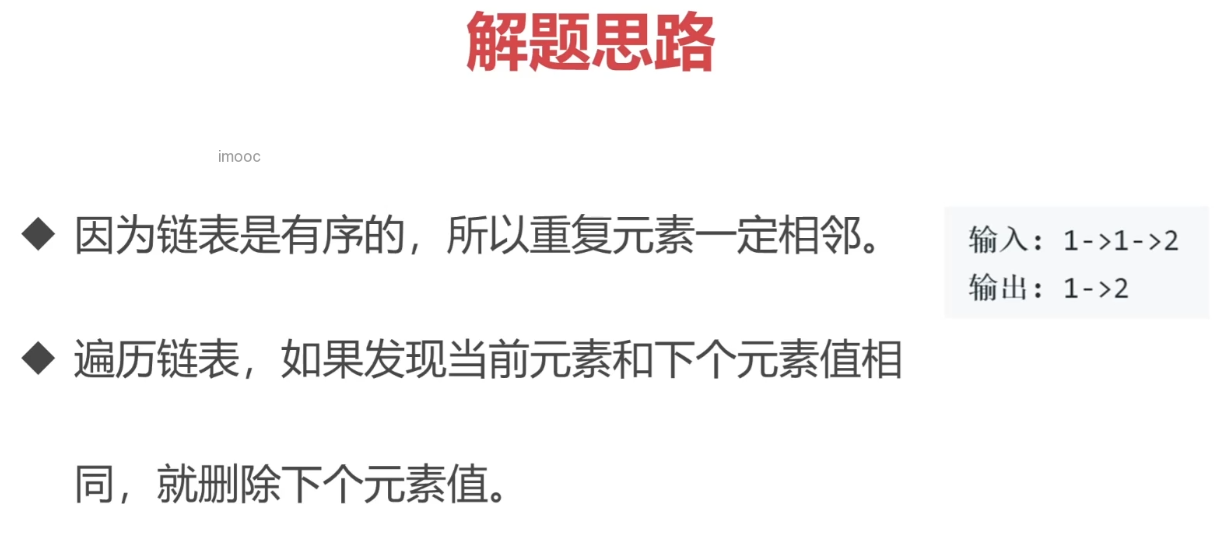 解题思路
imooc
◆ 因为链表是有序的，所以重复元素一定相邻。
输入: 1->1->2
输出: 1->2
◆ 遍历链表，如果发现当前元素和下个元素值相
同，就删除下个元素值。